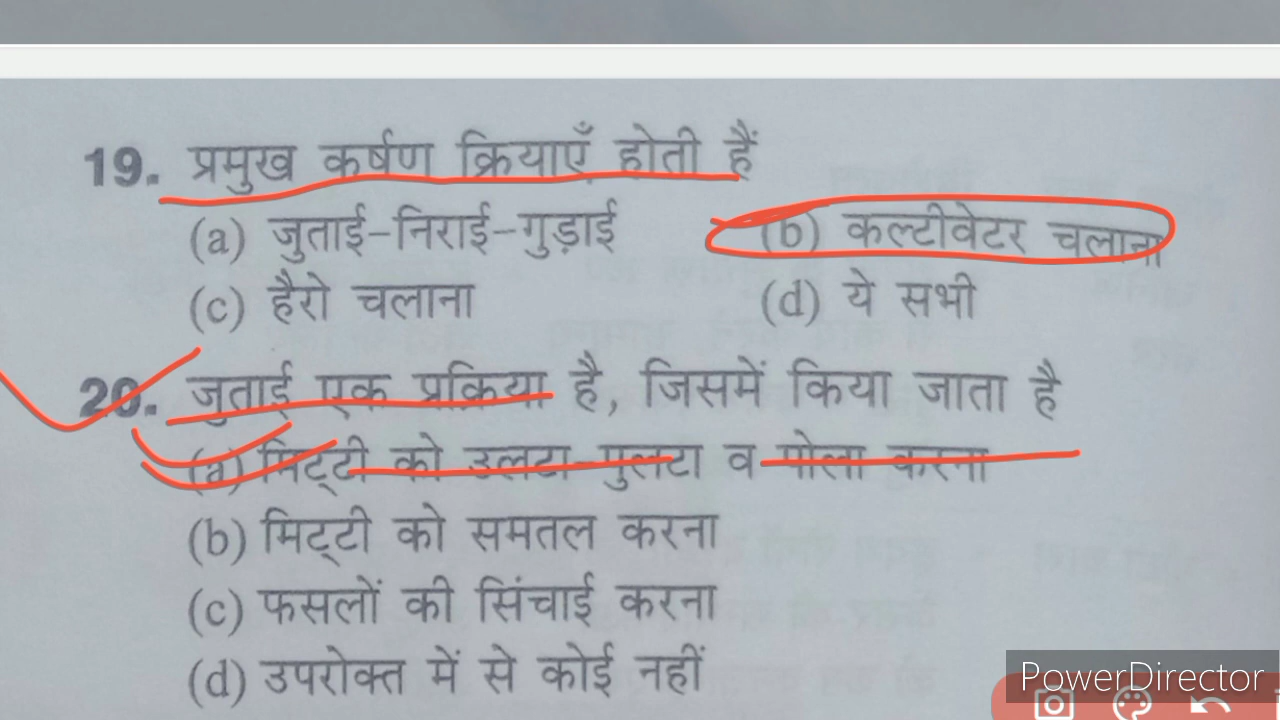 19. प्रमुख कर्षण क्रियाएँ होती हैं
(a) जुताई-निराई-गुड़ाई (b) कल्टीवेटर चलाना
(c) हैरो चलाना (d) ये सभी
20. जुताई एक प्रक्रिया है, जिसमें किया जाता है
(a) मिट्टी को उलटा-पुलटा व पोला करना
(b) मिट्टी को समतल करना
(c) फसलों की सिंचाई करना
(d) उपरोक्त में से कोई नहीं
PowerDirector